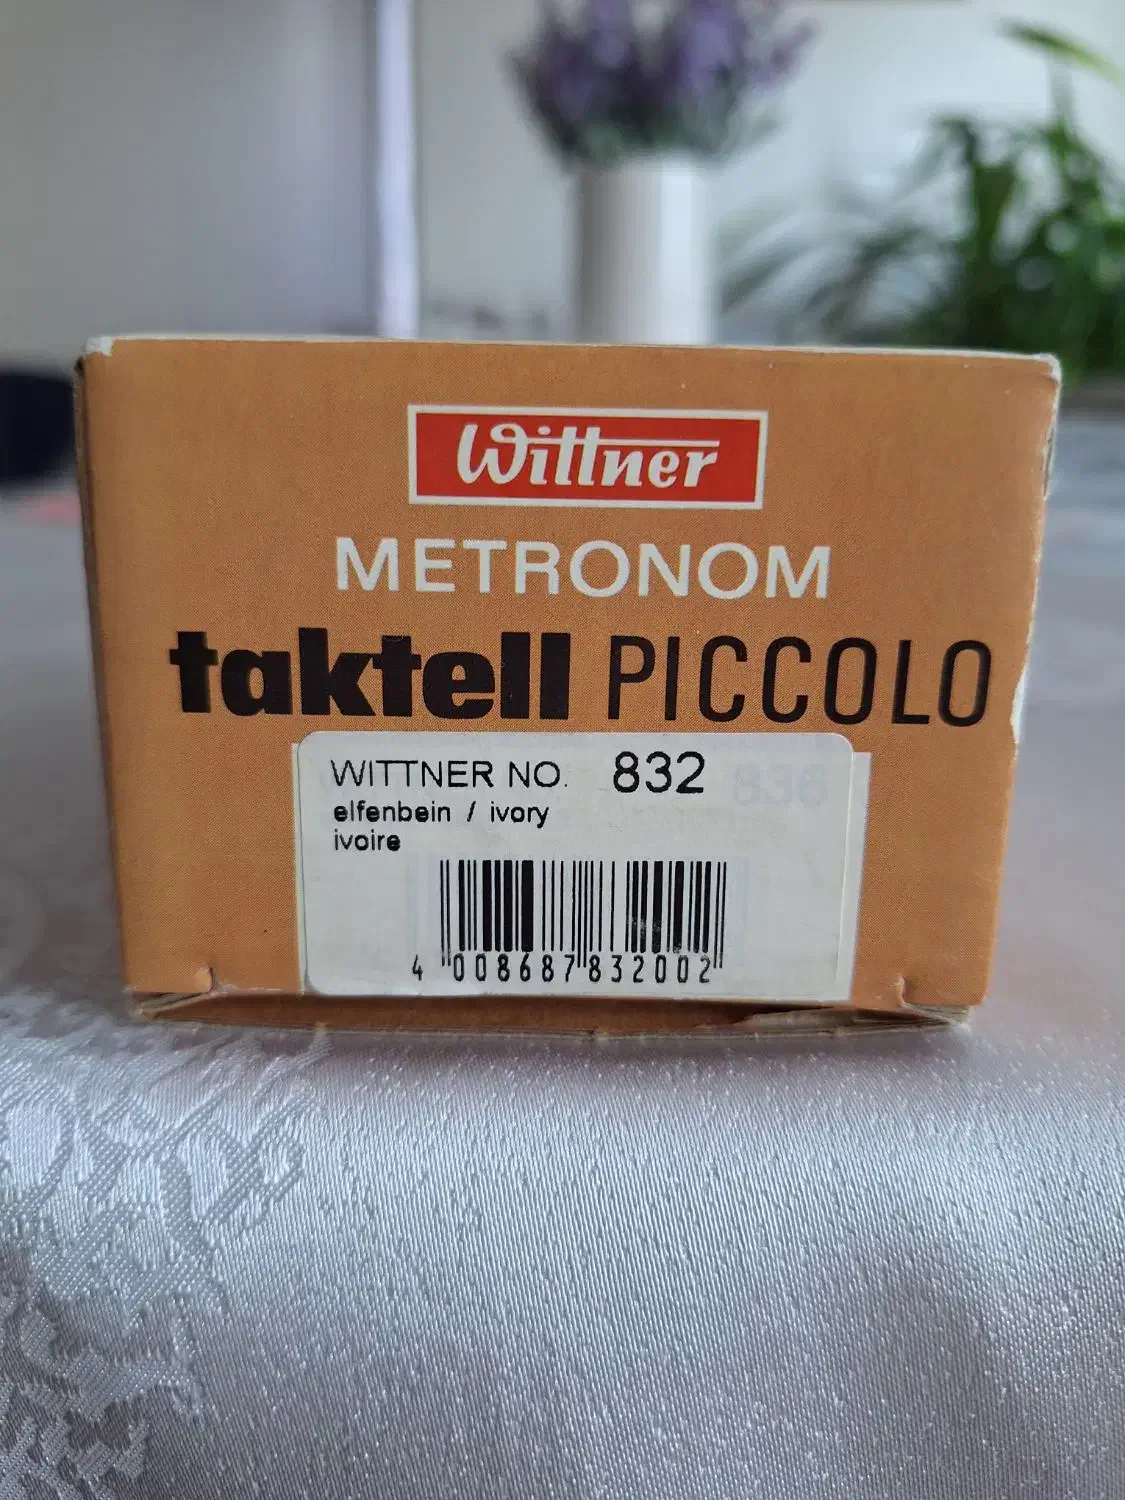 Wittner
METRONOM
taktell PICCOLO
WITTNER NO. 832
elfenbein / ivory
ivoire
4 008687 832002